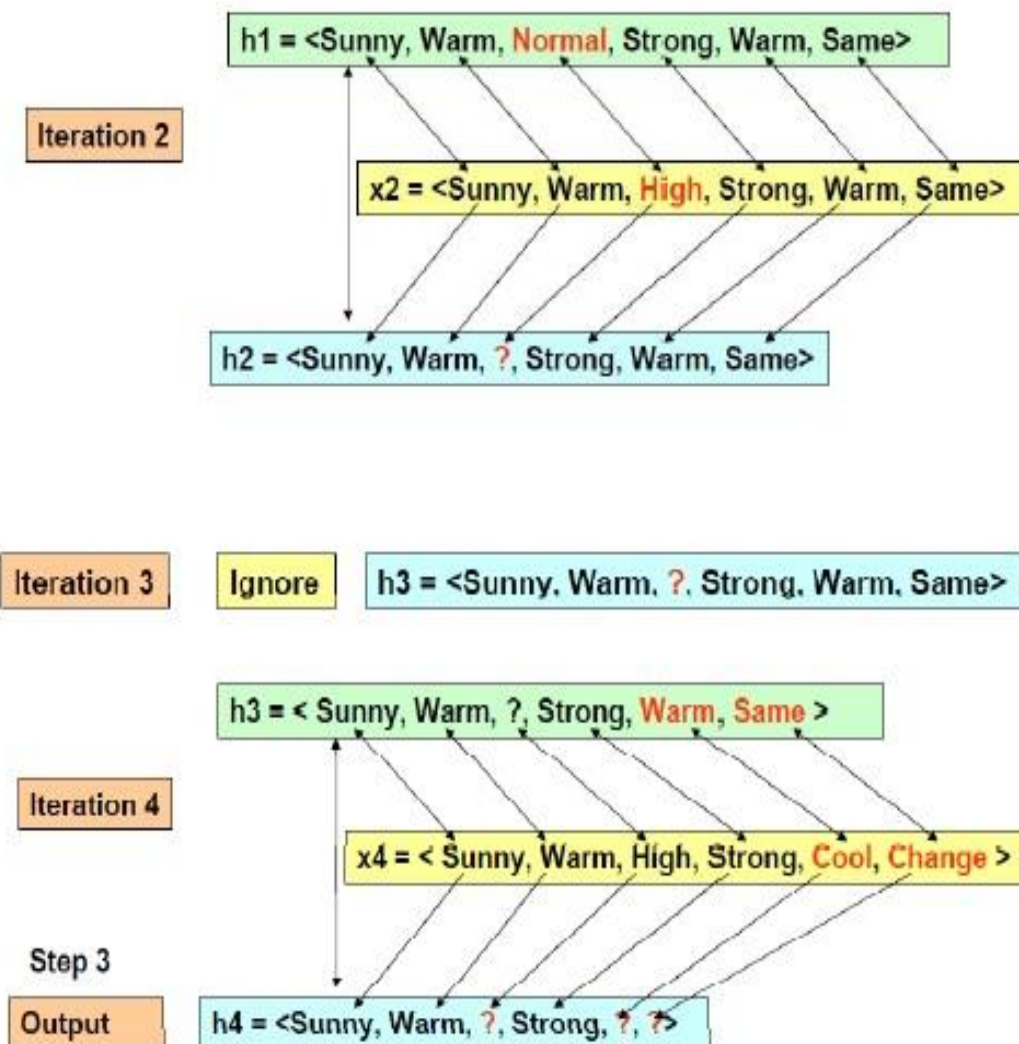 h1 = <Sunny, Warm, Normal, Strong, Warm, Same>
Iteration 2
x2 = <Sunny, Warm, High, Strong, Warm, Same>
h2 = <Sunny, Warm, ?, Strong, Warm, Same>
Iteration 3
Ignore
h3 = <Sunny, Warm, ?, Strong, Warm, Same>
h3 = < Sunny, Warm, ?, Strong, Warm, Same >
Iteration 4
x4 = < Sunny, Warm, High, Strong, Cool, Change >
Step 3
Output
h4 = <Sunny, Warm, ?, Strong, ?, ?>